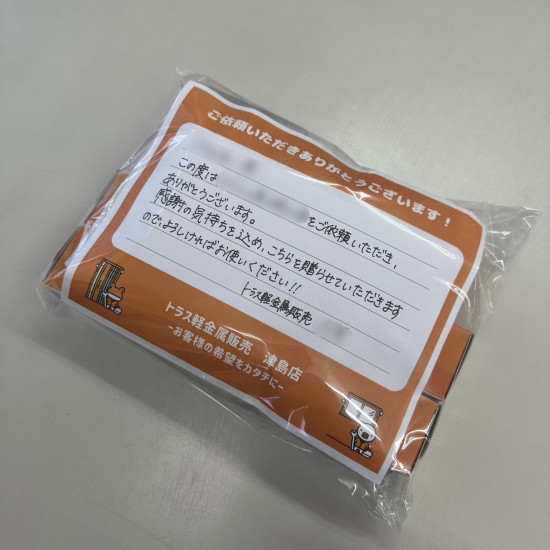 ご依頼いただきありがとうございます!
この度は
をご依頼いただき、
ありがとうございます。
感謝の気持ちを込め、こちらを贈らせていただきます
ので、よろしければお使いください!!
トラス軽金属販売
トラス軽金属販売 津島店
-お客様の希望をカタチに-